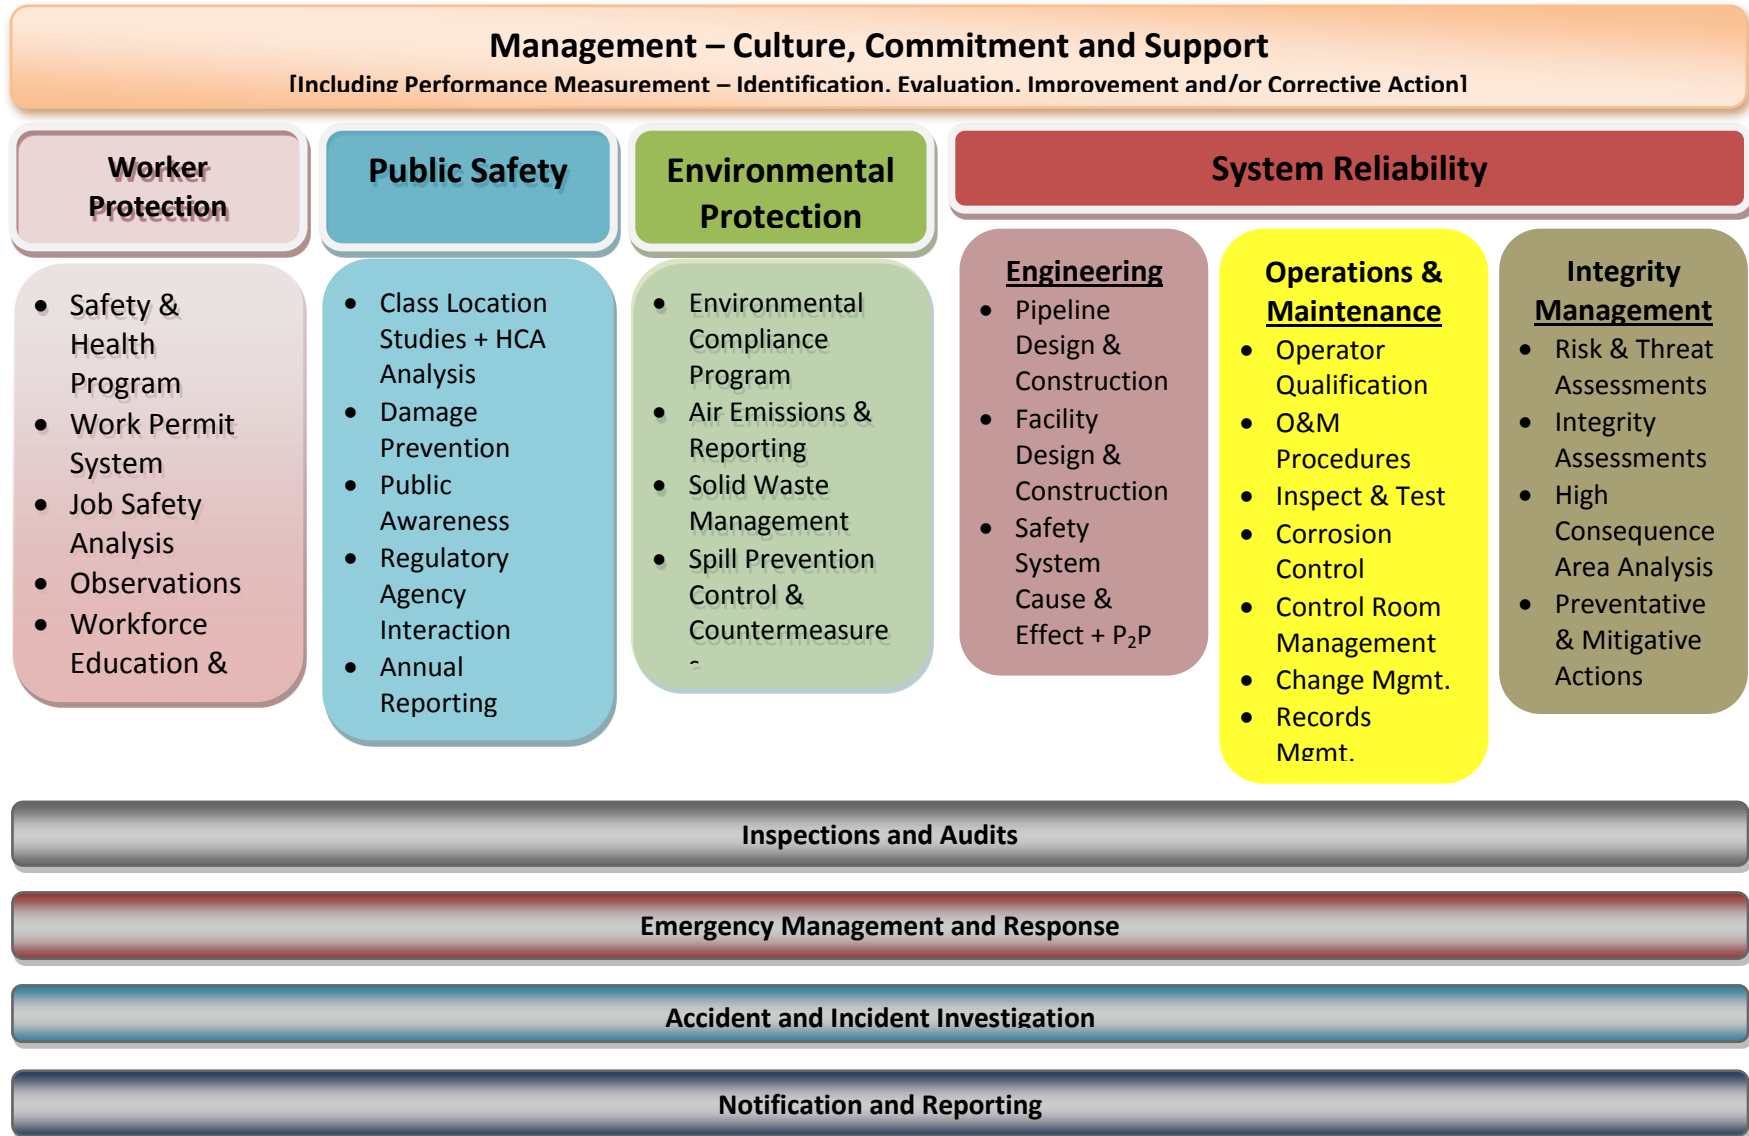 Management – Culture, Commitment and Support
[Including Performance Measurement – Identification, Evaluation, Improvement and/or Corrective Action]
Worker
Protection
• Safety &
Health
Program
• Work Permit
System
• Job Safety
Analysis
• Observations
• Workforce
Education &
Public Safety
• Class Location
Studies + HCA
Analysis
• Damage
Prevention
• Public
Awareness
• Regulatory
Agency
Interaction
• Annual
Reporting
Environmental
Protection
• Environmental
Compliance
Program
• Air Emissions &
Reporting
• Solid Waste
Management
• Spill Prevention
Control &
Countermeasure
s
System Reliability
Engineering
• Pipeline
Design &
Construction
• Facility
Design &
Construction
• Safety
System
Cause &
Effect + P₂P
Operations &
Maintenance
• Operator
Qualification
• O&M
Procedures
• Inspect & Test
• Corrosion
Control
• Control Room
Management
• Change Mgmt.
• Records
Mgmt.
Integrity
Management
• Risk & Threat
Assessments
• Integrity
Assessments
• High
Consequence
Area Analysis
• Preventative
& Mitigative
Actions
Inspections and Audits
Emergency Management and Response
Accident and Incident Investigation
Notification and Reporting